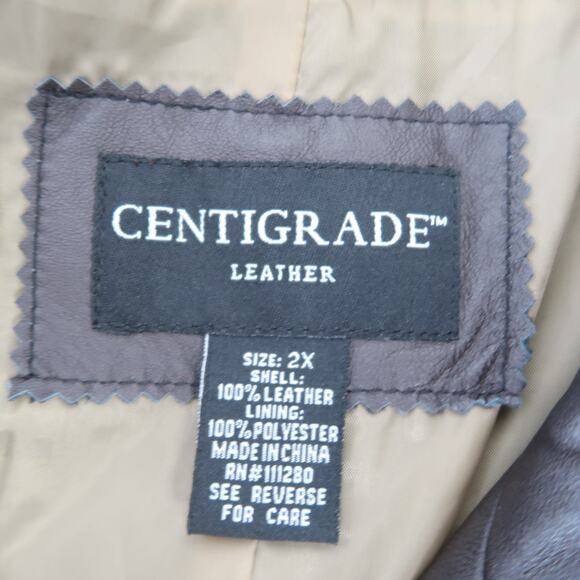 CENTIGRADE™
LEATHER
SIZE: 2X
SHELL:
100% LEATHER
LINING:
100% POLYESTER
MADE IN CHINA
RN#111280
SEE REVERSE
FOR CARE